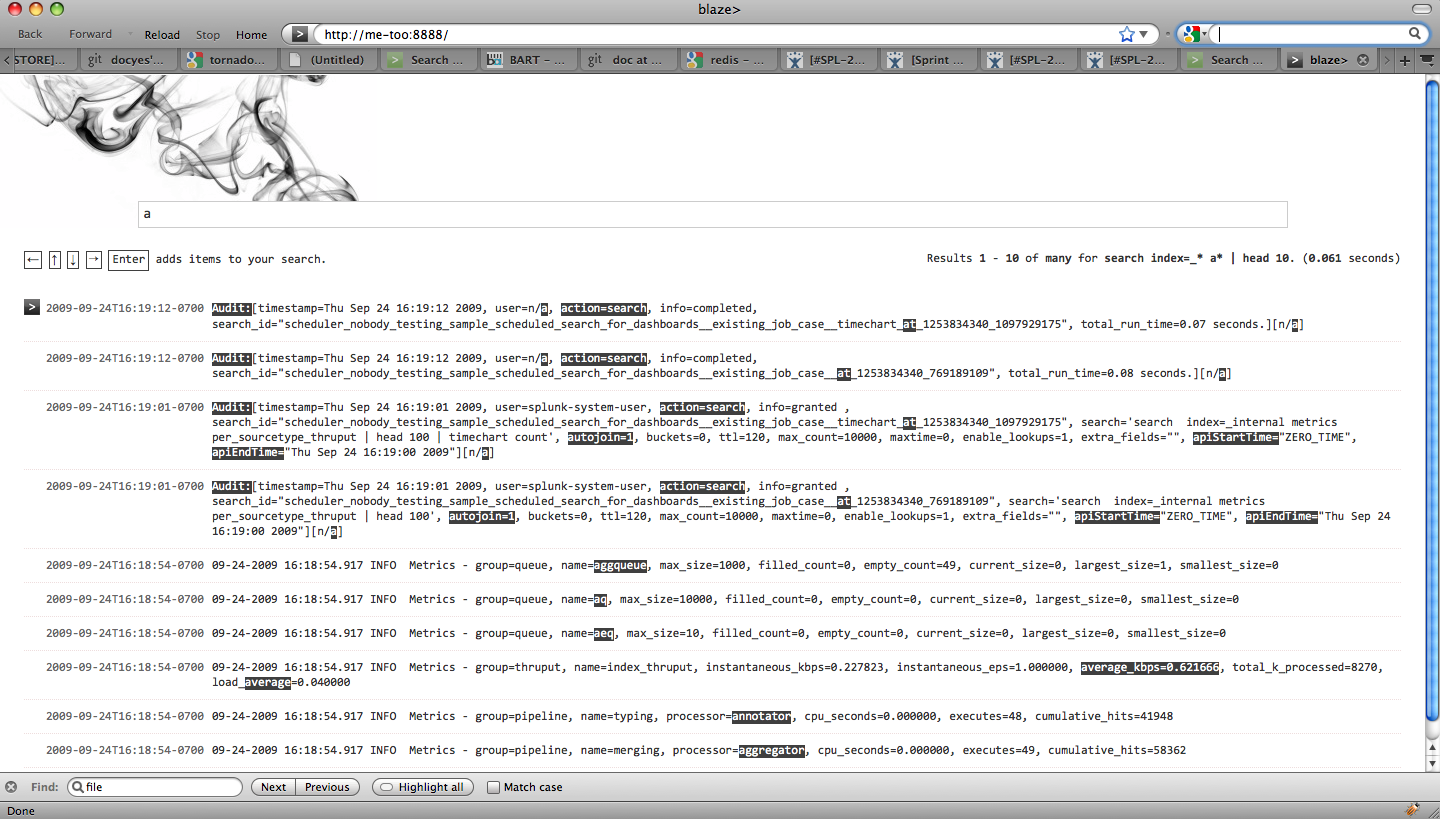 blaze>
Back Forward Reload Stop Home > http://me-too:8888/
STORE]... git docyes'... tornado... (Untitled) > Search ... BART – ... git doc at ... redis – ... [#SPL-2... [Sprint ... [#SPL-2... [#SPL-2... > Search ... > blaze>
a
← ↑ ↓ → Enter adds items to your search. Results 1 - 10 of many for search index=_* a* | head 10. (0.061 seconds)
> 2009-09-24T16:19:12-0700 Audit:[timestamp=Thu Sep 24 16:19:12 2009, user=n/a, action=search, info=completed,
search_id="scheduler_nobody_testing_sample_scheduled_search_for_dashboards__existing_job_case__timechart_at_1253834340_1097929175", total_run_time=0.07 seconds.][n/a]
2009-09-24T16:19:12-0700 Audit:[timestamp=Thu Sep 24 16:19:12 2009, user=n/a, action=search, info=completed,
search_id="scheduler_nobody_testing_sample_scheduled_search_for_dashboards__existing_job_case__at_1253834340_769189109", total_run_time=0.08 seconds.][n/a]
2009-09-24T16:19:01-0700 Audit:[timestamp=Thu Sep 24 16:19:01 2009, user=splunk-system-user, action=search, info=granted ,
search_id="scheduler_nobody_testing_sample_scheduled_search_for_dashboards__existing_job_case__timechart_at_1253834340_1097929175", search='search  index=_internal metrics
per_sourcetype_thruput | head 100 | timechart count', autojoin=1, buckets=0, ttl=120, max_count=10000, maxtime=0, enable_lookups=1, extra_fields="", apiStartTime="ZERO_TIME",
apiEndTime="Thu Sep 24 16:19:00 2009"][n/a]
2009-09-24T16:19:01-0700 Audit:[timestamp=Thu Sep 24 16:19:01 2009, user=splunk-system-user, action=search, info=granted ,
search_id="scheduler_nobody_testing_sample_scheduled_search_for_dashboards__existing_job_case__at_1253834340_769189109", search='search  index=_internal metrics
per_sourcetype_thruput | head 100', autojoin=1, buckets=0, ttl=120, max_count=10000, maxtime=0, enable_lookups=1, extra_fields="", apiStartTime="ZERO_TIME", apiEndTime="Thu Sep 24
16:19:00 2009"][n/a]
2009-09-24T16:18:54-0700 09-24-2009 16:18:54.917 INFO  Metrics - group=queue, name=aggqueue, max_size=1000, filled_count=0, empty_count=49, current_size=0, largest_size=1, smallest_size=0
2009-09-24T16:18:54-0700 09-24-2009 16:18:54.917 INFO  Metrics - group=queue, name=aq, max_size=10000, filled_count=0, empty_count=0, current_size=0, largest_size=0, smallest_size=0
2009-09-24T16:18:54-0700 09-24-2009 16:18:54.917 INFO  Metrics - group=queue, name=aeq, max_size=10, filled_count=0, empty_count=0, current_size=0, largest_size=0, smallest_size=0
2009-09-24T16:18:54-0700 09-24-2009 16:18:54.917 INFO  Metrics - group=thruput, name=index_thruput, instantaneous_kbps=0.227823, instantaneous_eps=1.000000, average_kbps=0.621666, total_k_processed=8270,
load_average=0.040000
2009-09-24T16:18:54-0700 09-24-2009 16:18:54.917 INFO  Metrics - group=pipeline, name=typing, processor=annotator, cpu_seconds=0.000000, executes=48, cumulative_hits=41948
2009-09-24T16:18:54-0700 09-24-2009 16:18:54.917 INFO  Metrics - group=pipeline, name=merging, processor=aggregator, cpu_seconds=0.000000, executes=49, cumulative_hits=58362
Find: file Next Previous Highlight all Match case
Done